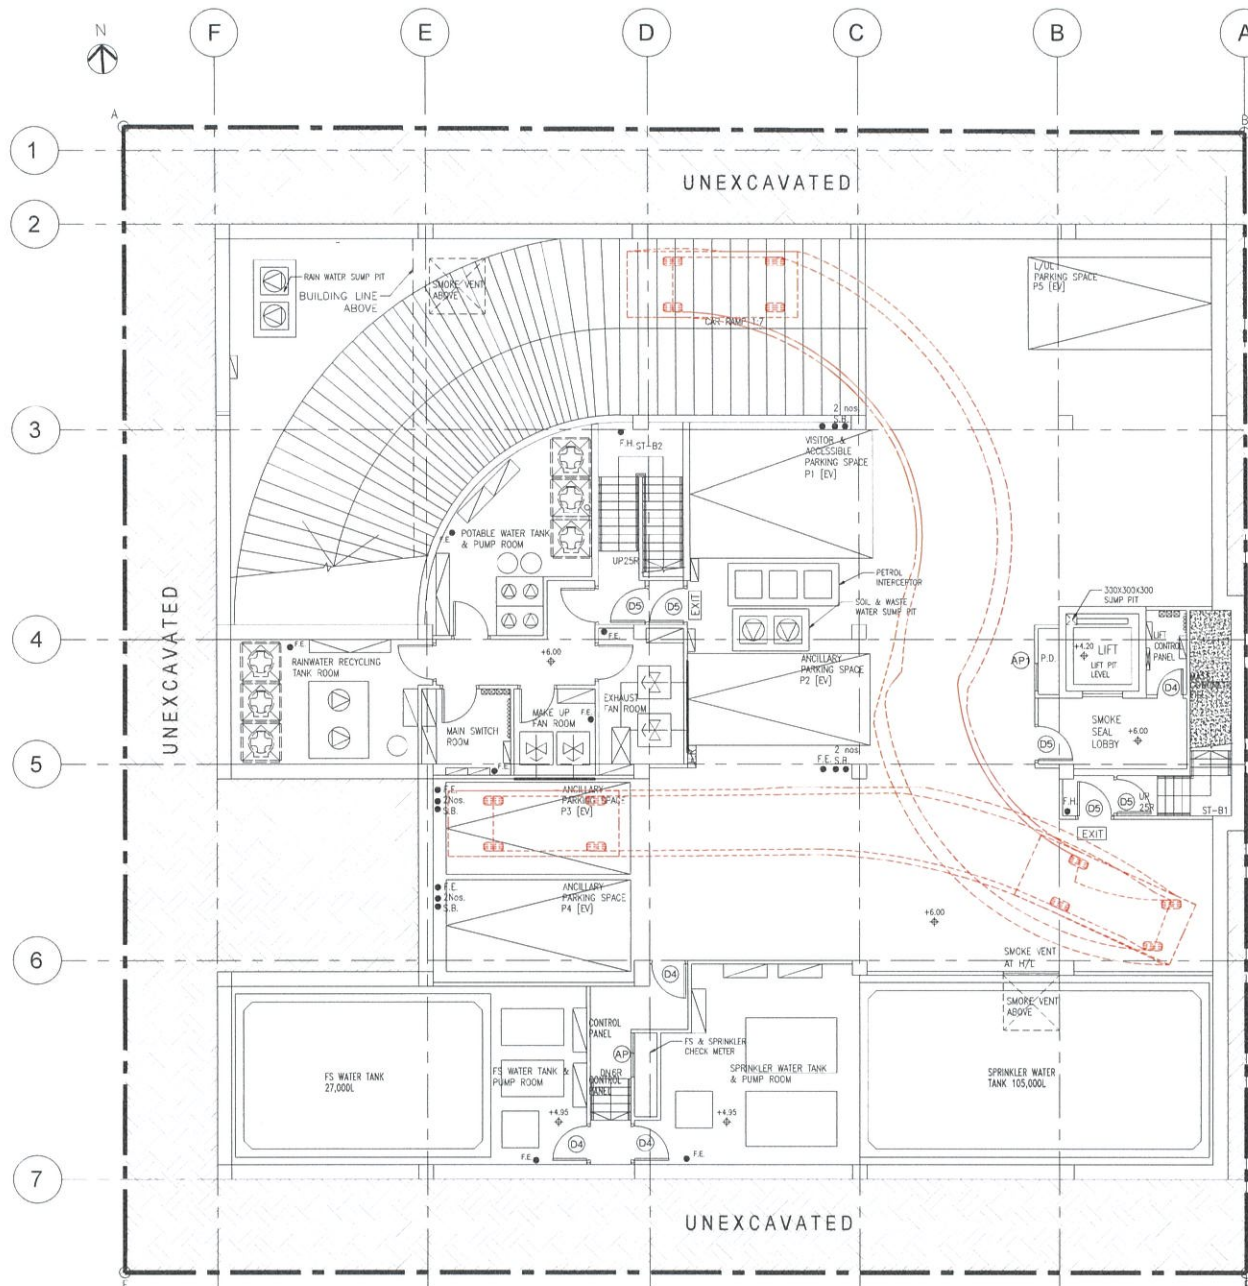 N
F
E
D
C
B
A
A
B
1
UNEXCAVATED
2
RAIN WATER SUMP PIT
BUILDING LINE
ABOVE
SMOKE VENT
ABOVE
CAR RAMP 1:7
PARKING SPACE
P5 [EV]
3
2 nos.
S.B.
F.H.
ST-B2
VISITOR &
ACCESSIBLE
PARKING SPACE
P1 [EV]
F.E.
POTABLE WATER TANK
& PUMP ROOM
UP25R
PETROL
INTERCEPTOR
D5
D5
EXIT
SOIL & WASTE
WATER SUMP PIT
300X300X300
SUMP PIT
UNEXCAVATED
4
F.E.
F.E.
RAINWATER RECYCLING
TANK ROOM
+6.00
ANCILLARY
PARKING SPACE
P2 [EV]
AP1
P.D.
+4.20
LIFT
LIFT PIT
LEVEL
LIFT
CONTROL
PANEL
D4
EXHAUST
FAN ROOM
MAKE UP
FAN ROOM
F.E.
MAIN SWITCH
ROOM
SMOKE
SEAL
LOBBY
+6.00
D5
2 nos.
F.E. S.B.
5
F.E.
F.E.
2Nos.
S.B.
ANCILLARY
PARKING SPACE
P3 [EV]
F.H.
D5
D5
UP
25R
ST-B1
EXIT
F.E.
2Nos.
S.B.
ANCILLARY
PARKING SPACE
P4 [EV]
+6.00
6
SMOKE VENT
AT H/L
D4
SMOKE VENT
ABOVE
CONTROL
PANEL
FS & SPRINKLER
CHECK METER
AP
FS WATER TANK
27,000L
FS WATER TANK &
PUMP ROOM
DN6R
CONTROL
PANEL
SPRINKLER WATER TANK
& PUMP ROOM
SPRINKLER WATER
TANK 105,000L
+4.95
+4.95
D4
D4
F.E.
F.E.
7
UNEXCAVATED